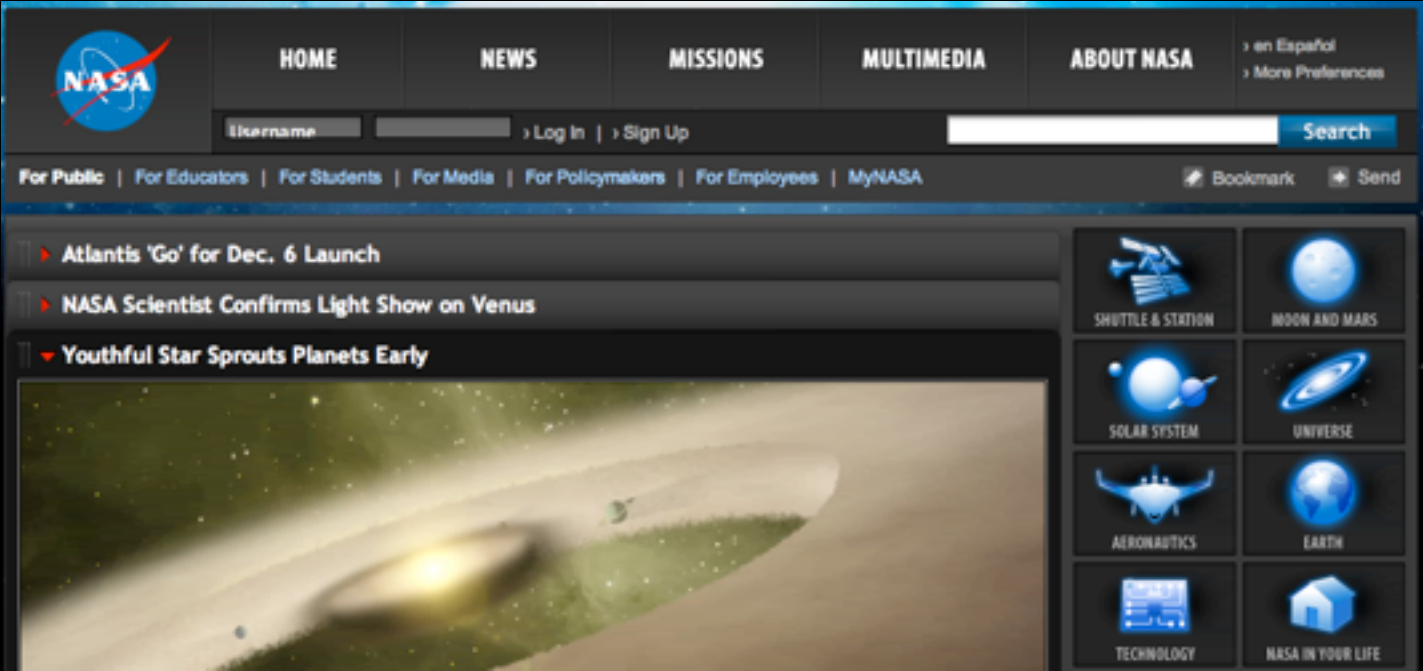 NASA
HOME NEWS MISSIONS MULTIMEDIA ABOUT NASA
› en Español
› More Preferences
Username › Log In | › Sign Up Search
For Public | For Educators | For Students | For Media | For Policymakers | For Employees | MyNASA Bookmark Send
Atlantis 'Go' for Dec. 6 Launch
NASA Scientist Confirms Light Show on Venus
Youthful Star Sprouts Planets Early
SHUTTLE & STATION MOON AND MARS
SOLAR SYSTEM UNIVERSE
AERONAUTICS EARTH
TECHNOLOGY NASA IN YOUR LIFE